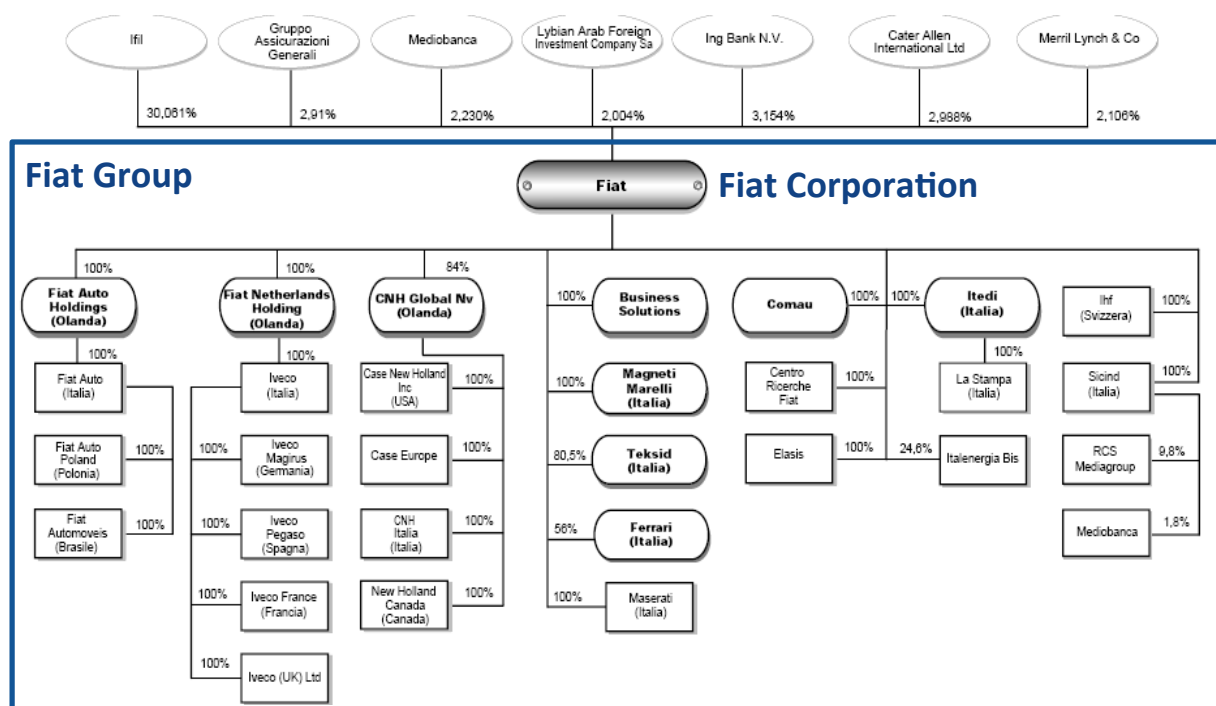 Ifil
Gruppo
Assicurazioni
Generali
Mediobanca
Lybian Arab Foreign
Investment Company Sa
Ing Bank N.V.
Cater Allen
International Ltd
Merril Lynch & Co
30,061%
2,91%
2,230%
2,004%
3,154%
2,988%
2,106%
Fiat Group
Fiat
Fiat Corporation
100%
Fiat Auto
Holdings
(Olanda)
100%
Fiat Auto
(Italia)
Fiat Auto
Poland
(Polonia)
100%
Fiat
Automoveis
(Brasile)
100%
100%
Fiat Netherlands
Holding
(Olanda)
100%
Iveco
(Italia)
100%
Iveco
Magirus
(Germania)
100%
Iveco
Pegaso
(Spagna)
100%
Iveco France
(Francia)
100%
Iveco (UK) Ltd
84%
CNH Global Nv
(Olanda)
Case New Holland
Inc
(USA)
100%
Case Europe
100%
CNH
Italia
(Italia)
100%
New Holland
Canada
(Canada)
100%
100%
Business
Solutions
100%
Magneti
Marelli
(Italia)
80,5%
Teksid
(Italia)
56%
Ferrari
(Italia)
100%
Maserati
(Italia)
Comau
100%
Centro
Ricerche
Fiat
100%
Elasis
100%
100%
Itedi
(Italia)
100%
La Stampa
(Italia)
24,6%
Italenergia Bis
Ihf
(Svizzera)
100%
Sicind
(Italia)
100%
RCS
Mediagroup
9,8%
Mediobanca
1,8%